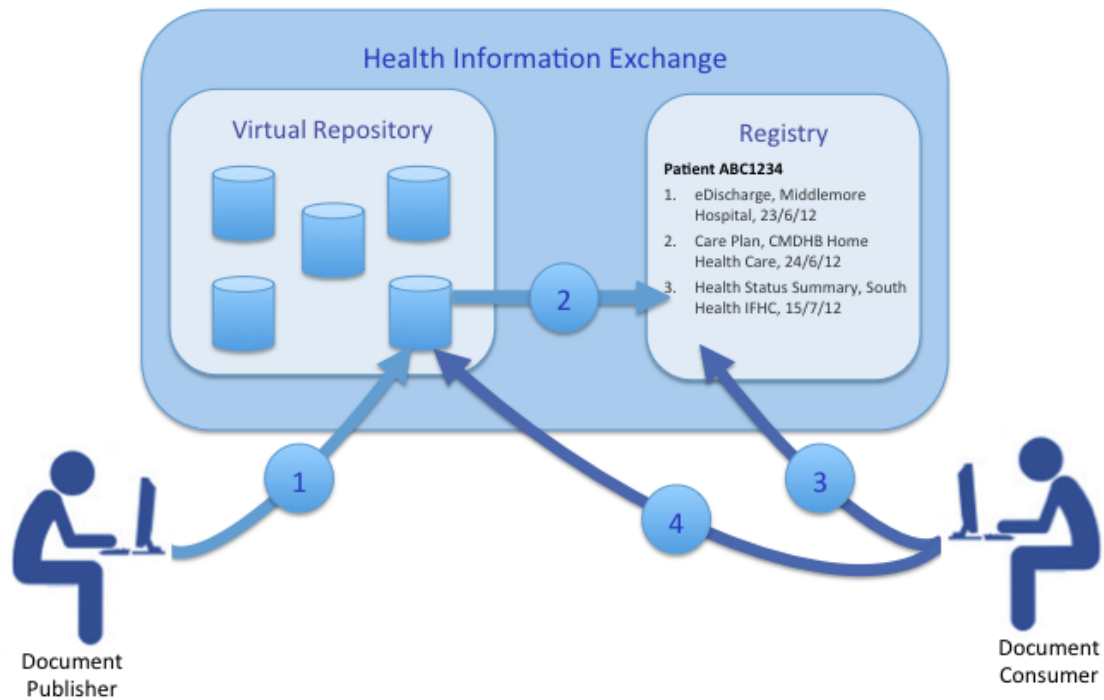 Health Information Exchange
Virtual Repository
Registry
Patient ABC1234
1. eDischarge, Middlemore
Hospital, 23/6/12
2. Care Plan, CMDHB Home
Health Care, 24/6/12
3. Health Status Summary, South
Health IFHC, 15/7/12
2
1
3
4
Document
Publisher
Document
Consumer